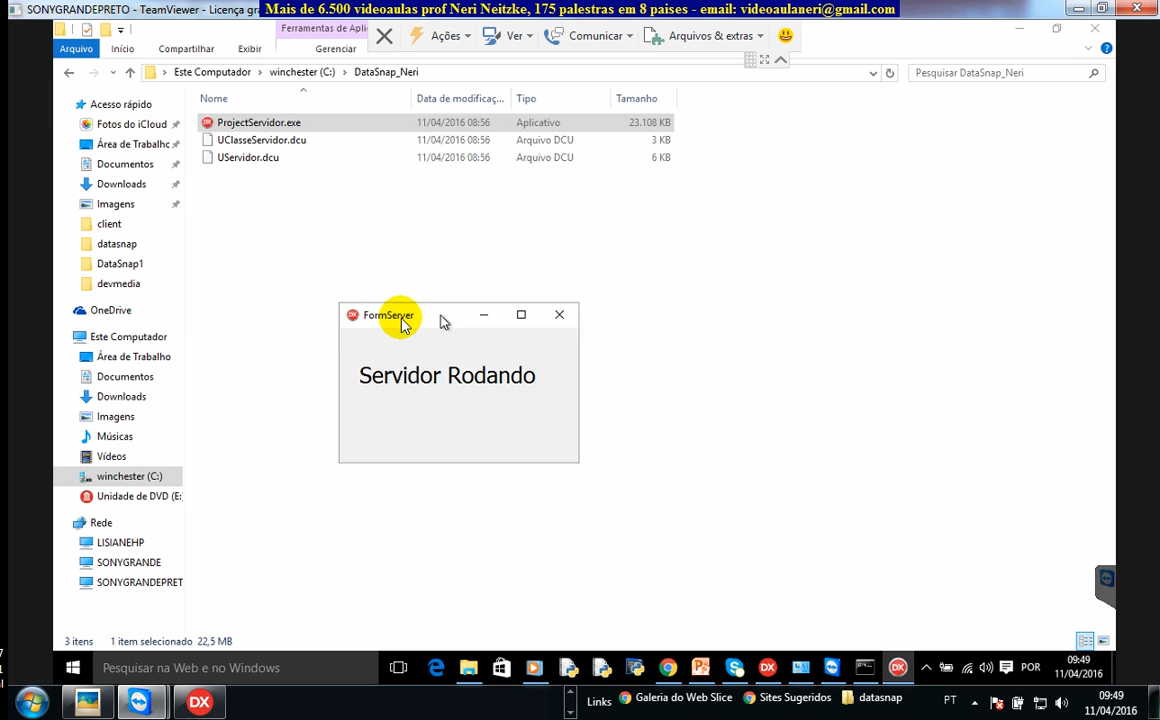 SONYGRANDEPRETO - TeamViewer - Licença gra
Mais de 6.500 videoaulas prof Neri Neitzke, 175 palestras em 8 paises - email: videoaulaneri@gmail.com
Ferramentas de Aplic
Ações
Ver
Comunicar
Arquivos & extras
Arquivo
Início
Compartilhar
Exibir
Gerenciar
Este Computador
winchester (C:)
DataSnap_Neri
Pesquisar DataSnap_Neri
Nome
Data de modificaç...
Tipo
Tamanho
ProjectServidor.exe 11/04/2016 08:56 Aplicativo 23.108 KB
UClasseServidor.dcu 11/04/2016 08:56 Arquivo DCU 3 KB
UServidor.dcu 11/04/2016 08:56 Arquivo DCU 6 KB
Acesso rápido
Fotos do iCloud
Área de Trabalho
Documentos
Downloads
Imagens
client
datasnap
DataSnap1
devmedia
OneDrive
Este Computador
Área de Trabalho
Documentos
Downloads
Imagens
Músicas
Vídeos
winchester (C:)
Unidade de DVD (E:
Rede
LISIANEHP
SONYGRANDE
SONYGRANDEPRET
FormServer
Servidor Rodando
3 itens
1 item selecionado 22,5 MB
Pesquisar na Web e no Windows
POR
09:49
11/04/2016
Links
Galeria do Web Slice
Sites Sugeridos
datasnap
PT
09:49
11/04/2016